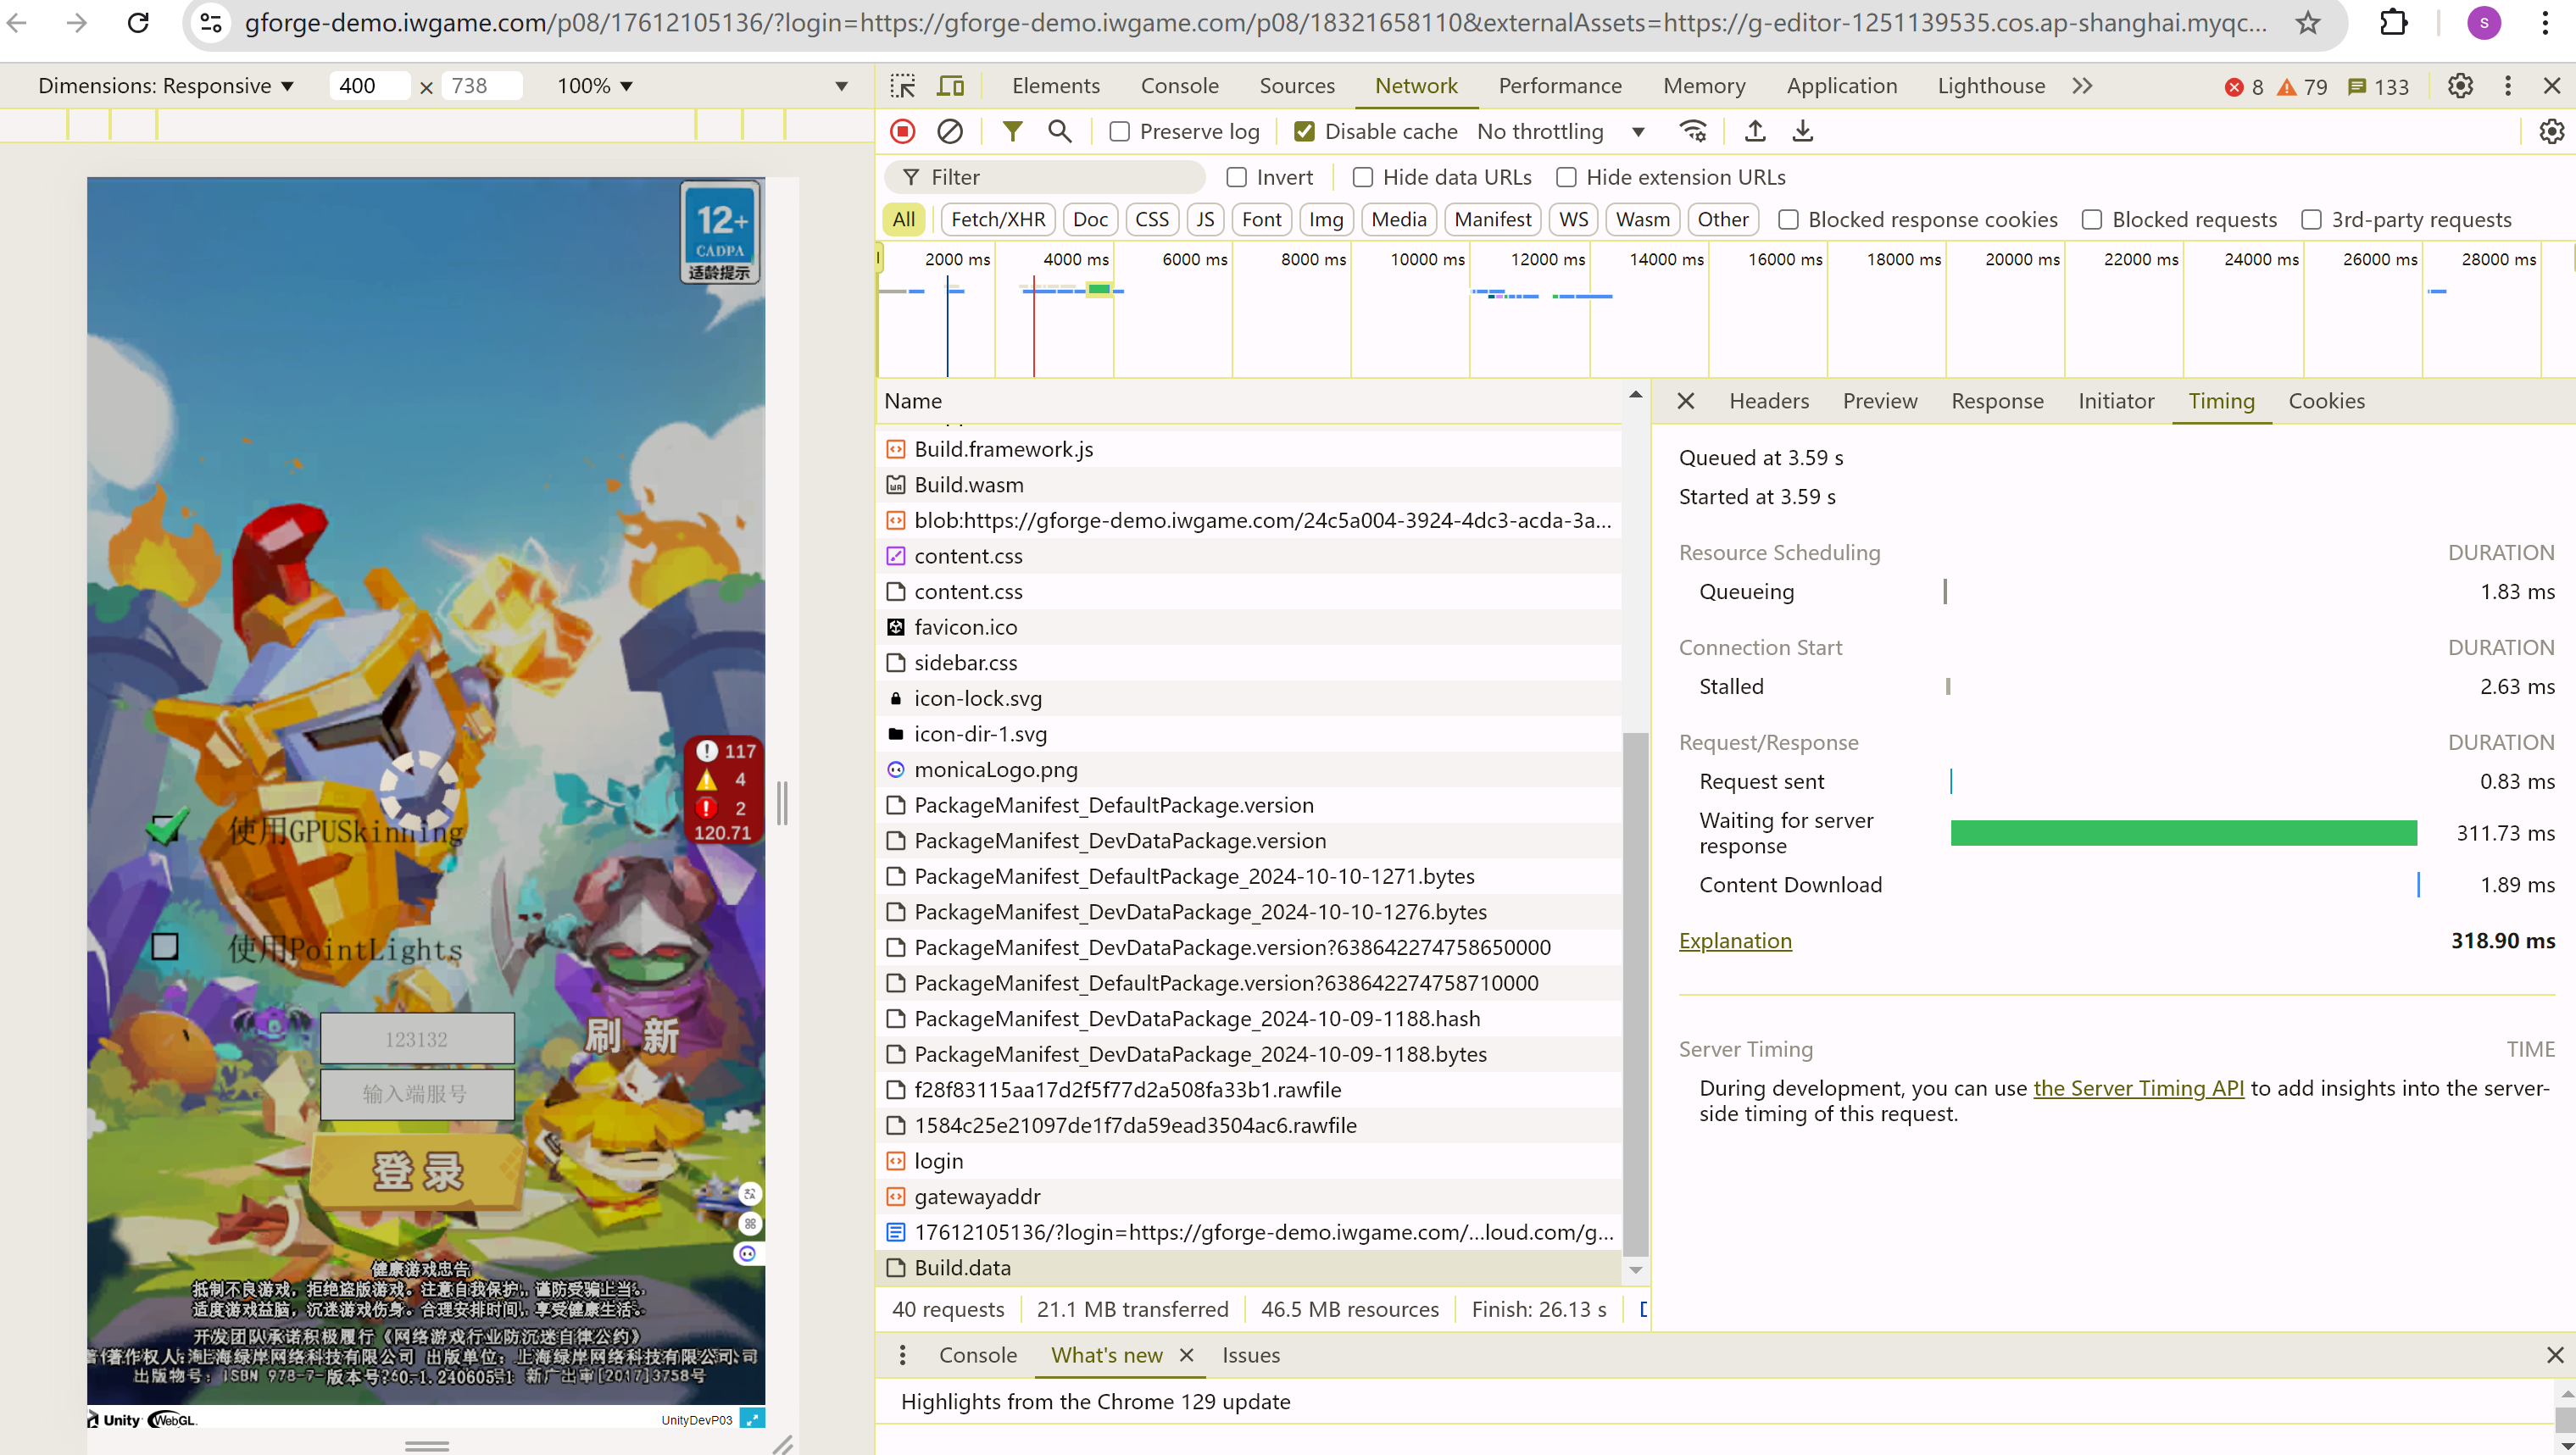 gforge-demo.iwgame.com/p08/17612105136/?login=https://gforge-demo.iwgame.com/p08/18321658110&externalAssets=https://g-editor-1251139535.cos.ap-shanghai.myqc...
s
Dimensions: Responsive
400 × 738
100%
Elements Console Sources Network Performance Memory Application Lighthouse
8 79 133
Preserve log Disable cache No throttling
Filter Invert Hide data URLs Hide extension URLs
All Fetch/XHR Doc CSS JS Font Img Media Manifest WS Wasm Other Blocked response cookies Blocked requests 3rd-party requests
2000 ms 4000 ms 6000 ms 8000 ms 10000 ms 12000 ms 14000 ms 16000 ms 18000 ms 20000 ms 22000 ms 24000 ms 26000 ms 28000 ms
12+
CADPA
适龄提示
117
4
2
120.71
使用GPUSkinning
使用PointLights
123132
刷 新
输入端服号
登录
健康游戏忠告
抵制不良游戏，拒绝盗版游戏。注意自我保护，谨防受骗上当。
适度游戏益脑，沉迷游戏伤身。合理安排时间，享受健康生活。
开发团队承诺积极履行《网络游戏行业防沉迷自律公约》
著作权人：上海绿岸网络科技有限公司 出版单位：上海绿岸网络科技有限公司
出版物号：ISBN 978-7-版本号:60.1.240605.1 新广出审[2017]3758号
Unity WebGL
UnityDevP03
Name
Build.framework.js
Build.wasm
blob:https://gforge-demo.iwgame.com/24c5a004-3924-4dc3-acda-3a...
content.css
content.css
favicon.ico
sidebar.css
icon-lock.svg
icon-dir-1.svg
monicaLogo.png
PackageManifest_DefaultPackage.version
PackageManifest_DevDataPackage.version
PackageManifest_DefaultPackage_2024-10-10-1271.bytes
PackageManifest_DevDataPackage_2024-10-10-1276.bytes
PackageManifest_DevDataPackage.version?638642274758650000
PackageManifest_DefaultPackage.version?638642274758710000
PackageManifest_DevDataPackage_2024-10-09-1188.hash
PackageManifest_DevDataPackage_2024-10-09-1188.bytes
f28f83115aa17d2f5f77d2a508fa33b1.rawfile
1584c25e21097de1f7da59ead3504ac6.rawfile
login
gatewayaddr
17612105136/?login=https://gforge-demo.iwgame.com/...loud.com/g...
Build.data
40 requests 21.1 MB transferred 46.5 MB resources Finish: 26.13 s
Headers Preview Response Initiator Timing Cookies
Queued at 3.59 s
Started at 3.59 s
Resource Scheduling DURATION
Queueing 1.83 ms
Connection Start DURATION
Stalled 2.63 ms
Request/Response DURATION
Request sent 0.83 ms
Waiting for server
response 311.73 ms
Content Download 1.89 ms
Explanation 318.90 ms
Server Timing TIME
During development, you can use the Server Timing API to add insights into the server-
side timing of this request.
Console What's new Issues
Highlights from the Chrome 129 update